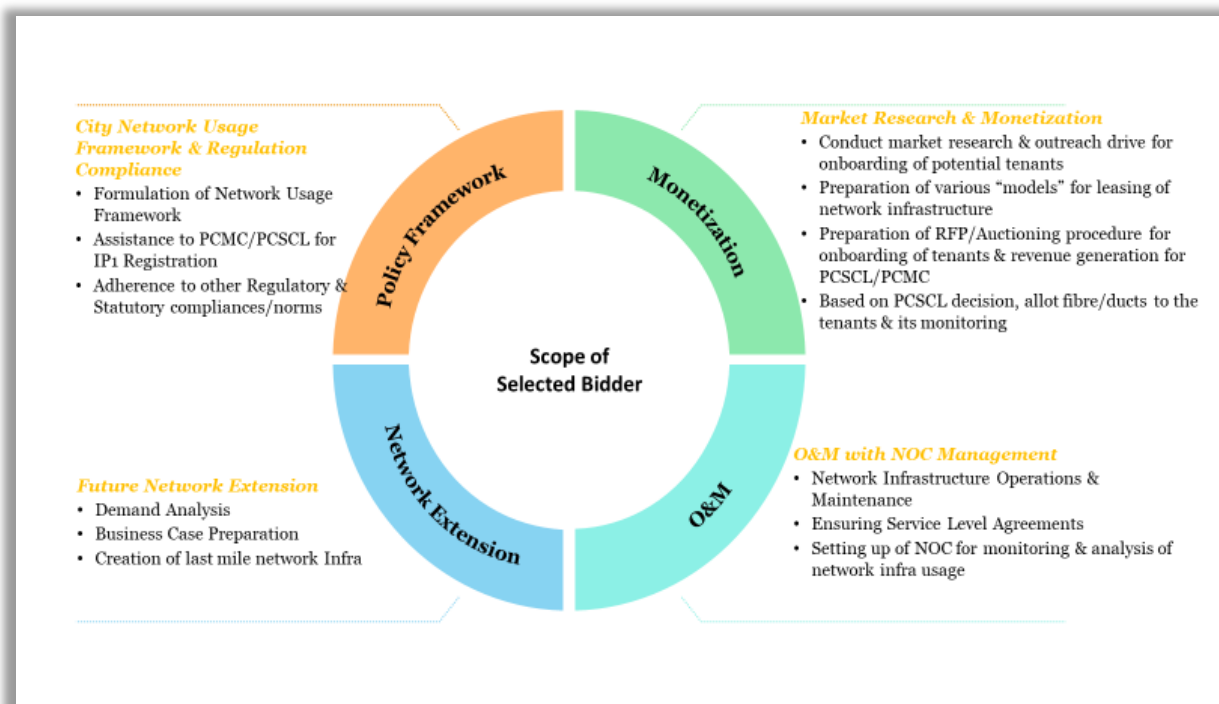 City Network Usage
Framework & Regulation
Compliance
• Formulation of Network Usage
Framework
• Assistance to PCMC/PCSCL for
IP1 Registration
• Adherence to other Regulatory &
Statutory compliances/norms
Policy Framework
Monetization
Market Research & Monetization
• Conduct market research & outreach drive for
onboarding of potential tenants
• Preparation of various “models” for leasing of
network infrastructure
• Preparation of RFP/Auctioning procedure for
onboarding of tenants & revenue generation for
PCSCL/PCMC
• Based on PCSCL decision, allot fibre/ducts to the
tenants & its monitoring
Scope of
Selected Bidder
Future Network Extension
• Demand Analysis
• Business Case Preparation
• Creation of last mile network Infra
Network Extension
O&M
O&M with NOC Management
• Network Infrastructure Operations &
Maintenance
• Ensuring Service Level Agreements
• Setting up of NOC for monitoring & analysis of
network infra usage